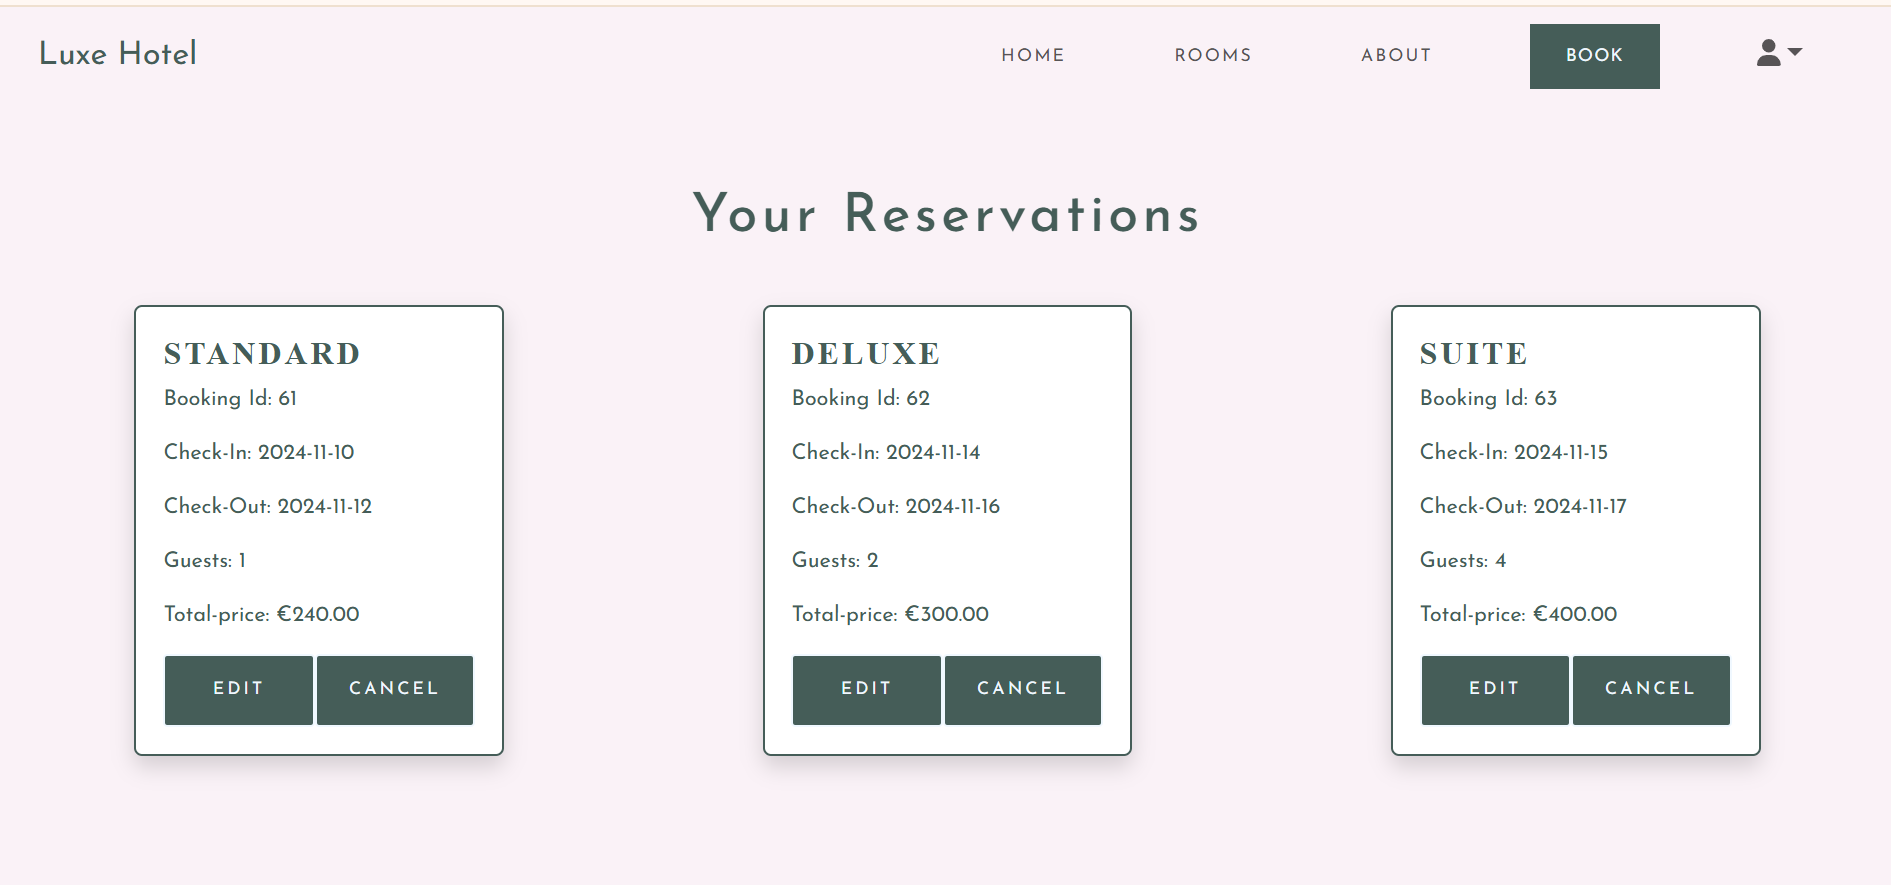 Luxe Hotel
HOME
ROOMS
ABOUT
BOOK
Your Reservations
STANDARD
Booking Id: 61
Check-In: 2024-11-10
Check-Out: 2024-11-12
Guests: 1
Total-price: €240.00
EDIT
CANCEL
DELUXE
Booking Id: 62
Check-In: 2024-11-14
Check-Out: 2024-11-16
Guests: 2
Total-price: €300.00
EDIT
CANCEL
SUITE
Booking Id: 63
Check-In: 2024-11-15
Check-Out: 2024-11-17
Guests: 4
Total-price: €400.00
EDIT
CANCEL